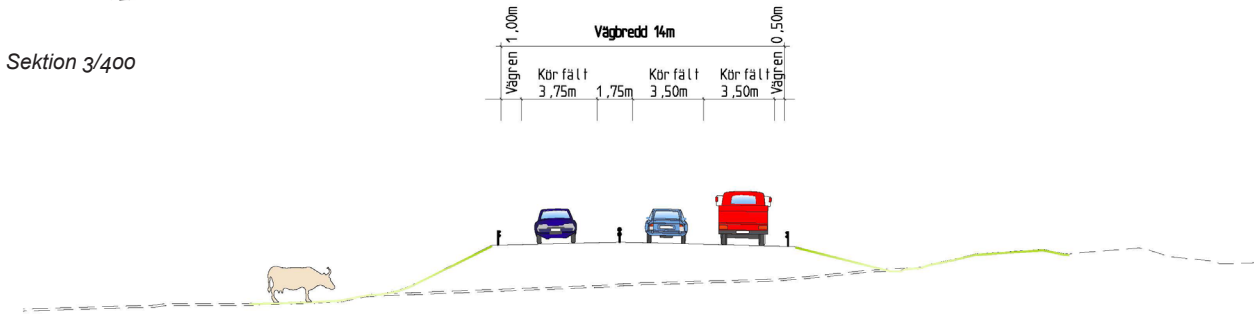 Sektion 3/400
Vägren 1,00m
Vägbredd 14m
Vägren 0,50m
Körfält
3,75m
1,75m
Körfält
3,50m
Körfält
3,50m